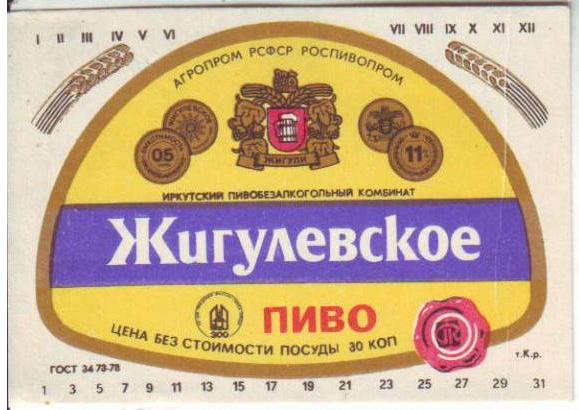 I II III IV V VI VII VIII IX X XI XII
АГРОПРОМ РСФСР РОСПИВОПРОМ
05
11%
ЖИГУЛИ
ИРКУТСКИЙ ПИВОБЕЗАЛКОГОЛЬНЫЙ КОМБИНАТ
Жигулевское
300
ПИВО
ЦЕНА БЕЗ СТОИМОСТИ ПОСУДЫ 30 КОП
ГОСТ 3473-78
т.К.р.
1 3 5 7 9 11 13 15 17 19 21 23 25 27 29 31